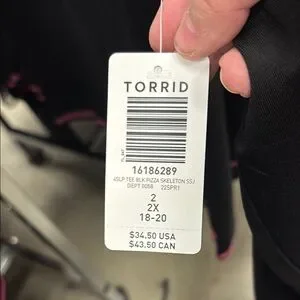 TORRID
16186289
2
2X
18-20
$34.50 USA
$43.50 CAN
TEE BLK PIZZA SKELETON SSJ
DEPT 0058 22SPR1